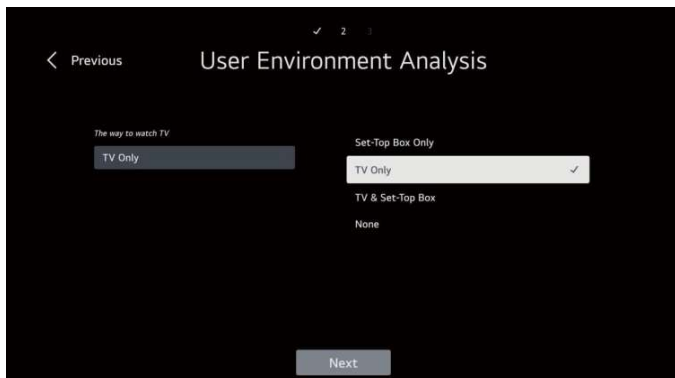 ✓ 2 3
Previous
User Environment Analysis
The way to watch TV
TV Only
Set-Top Box Only
TV Only ✓
TV & Set-Top Box
None
Next